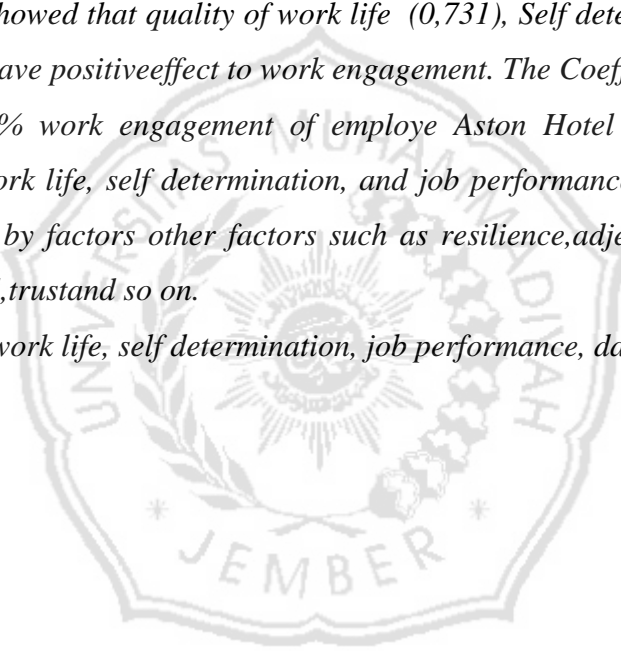 howed that quality of work life (0,731), Self dete
ave positiveeffect to work engagement. The Coeff
% work engagement of employe Aston Hotel
ork life, self determination, and job performanc
by factors other factors such as resilience,adje
,trustand so on.
work life, self determination, job performance, da
UNIVERSITAS MUHAMMADIYAH
JEMBER